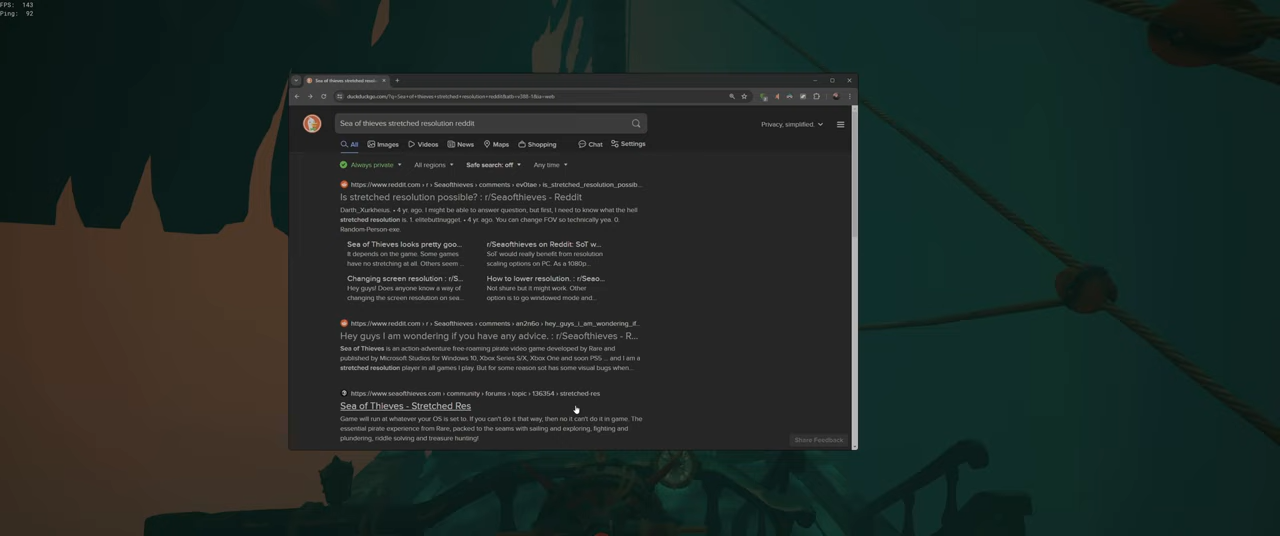 FPS: 143
Ping: 92
Sea of thieves stretched resol
Sea of thieves stretched resolution reddit
Privacy, simplified.
All Images Videos News Maps Shopping Chat Settings
Always private All regions Safe search: off Any time
https://www.reddit.com › r › Seaofthieves › comments › ev0tae › is_stretched_resolution_possib...
Is stretched resolution possible? : r/Seaofthieves - Reddit
Darth_Xurkheius. • 4 yr. ago. I might be able to answer question, but first, I need to know what the hell
stretched resolution is. 1. elitebuttnugget. • 4 yr. ago. You can change FOV so technically yea. 0.
Random-Person-exe.
Sea of Thieves looks pretty goo...
It depends on the game. Some games
have no stretching at all. Others seem ...
r/Seaofthieves on Reddit: SoT w...
SoT would really benefit from resolution
scaling options on PC. As a 1080p...
Changing screen resolution : r/S...
Hey guys! Does anyone know a way of
changing the screen resolution on sea...
How to lower resolution. : r/Seao...
Not shure but it might work. Other
option is to go windowed mode and...
https://www.reddit.com › r › Seaofthieves › comments › an2n6o › hey_guys_i_am_wondering_if...
Hey guys I am wondering if you have any advice. : r/Seaofthieves - R...
Sea of Thieves is an action-adventure free-roaming pirate video game developed by Rare and
published by Microsoft Studios for Windows 10, Xbox Series S/X, Xbox One and soon PS5 ... and I am a
stretched resolution player in all games I play. But for some reason sot has some visual bugs when...
https://www.seaofthieves.com › community › forums › topic › 136354 › stretched-res
Sea of Thieves - Stretched Res
Game will run at whatever your OS is set to. If you can't do it that way, then no it can't do it in game. The
essential pirate experience from Rare, packed to the seams with sailing and exploring, fighting and
plundering, riddle solving and treasure hunting!
Share Feedback